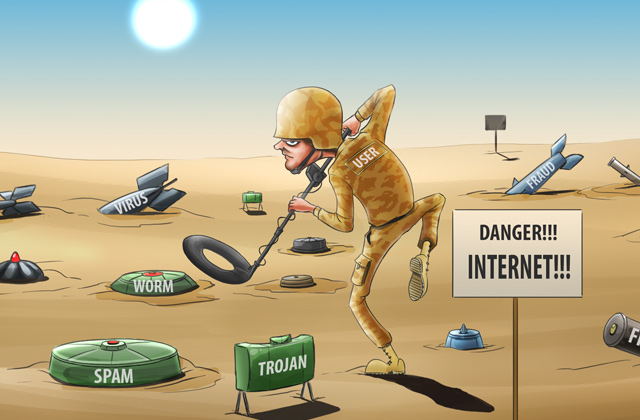 USER
VIRUS
FRAUD
DANGER!!!
INTERNET!!!
WORM
SPAM
TROJAN